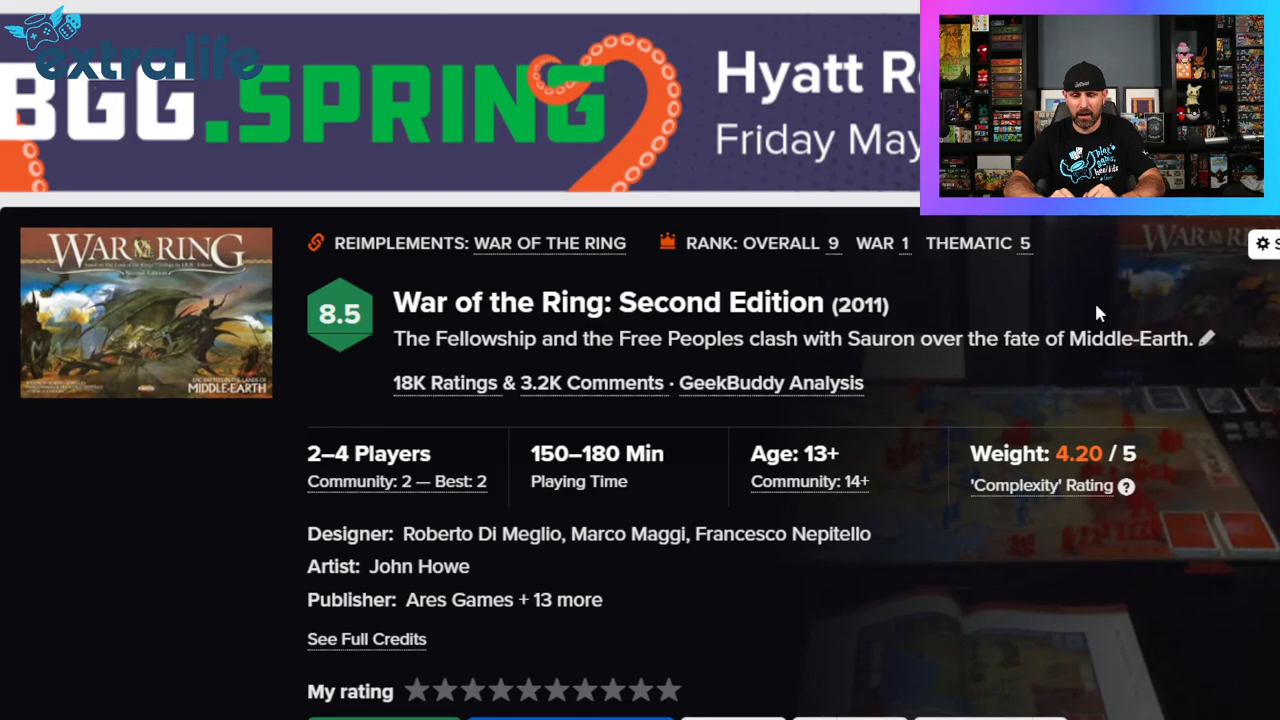 extralife
BGG.SPRING
Hyatt R
Friday May
WAR OF THE RING
Second Edition
MIDDLE-EARTH
REIMPLEMENTS: WAR OF THE RING
RANK: OVERALL 9 WAR 1 THEMATIC 5
8.5
War of the Ring: Second Edition (2011)
The Fellowship and the Free Peoples clash with Sauron over the fate of Middle-Earth.
18K Ratings & 3.2K Comments · GeekBuddy Analysis
2–4 Players
Community: 2 — Best: 2
150–180 Min
Playing Time
Age: 13+
Community: 14+
Weight: 4.20 / 5
'Complexity' Rating ?
Designer: Roberto Di Meglio, Marco Maggi, Francesco Nepitello
Artist: John Howe
Publisher: Ares Games + 13 more
See Full Credits
My rating